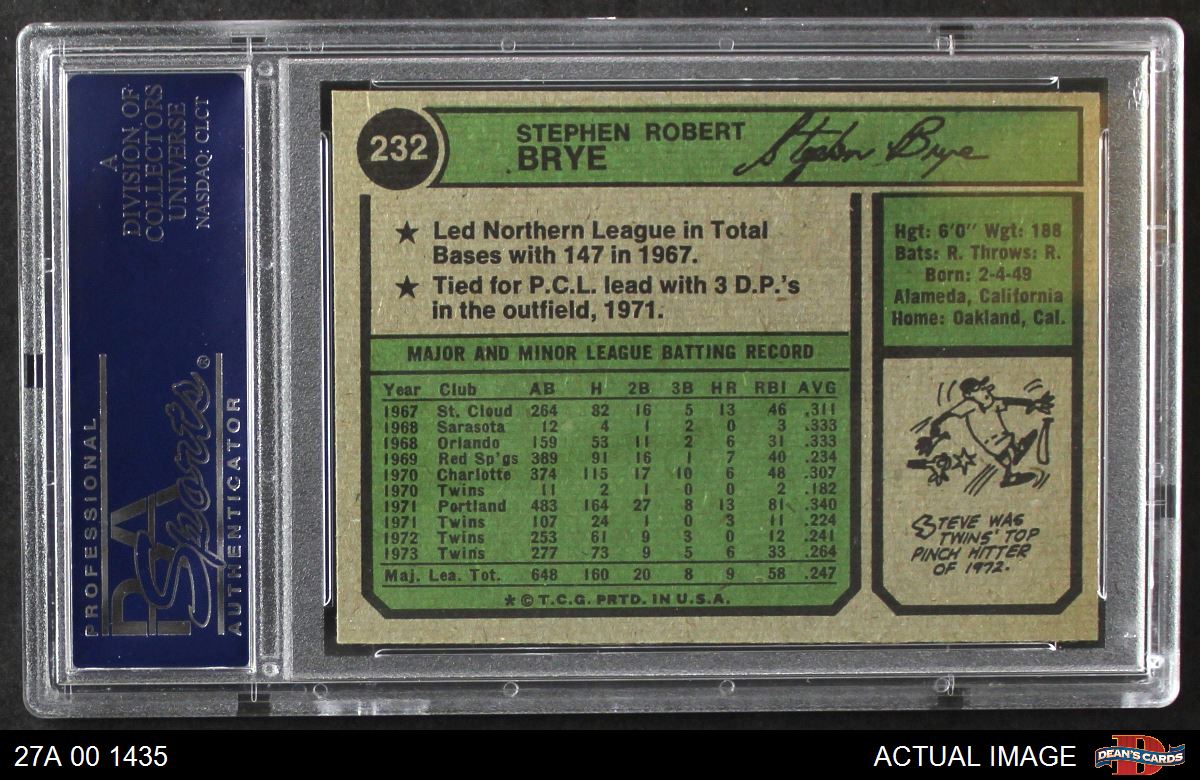 A
DIVISION OF
COLLECTORS
UNIVERSE
NASDAQ: CLCT
PROFESSIONAL
PSA
Sports®
AUTHENTICATOR
232
STEPHEN ROBERT
BRYE
Stephen Brye
★ Led Northern League in Total
Bases with 147 in 1967.
★ Tied for P.C.L. lead with 3 D.P.'s
in the outfield, 1971.
MAJOR AND MINOR LEAGUE BATTING RECORD
Year Club AB H 2B 3B HR RBI AVG
1967 St. Cloud 264 82 16 5 13 46 .311
1968 Sarasota 12 4 1 2 0 3 .333
1968 Orlando 159 53 11 2 6 31 .333
1969 Red Sp'gs 389 91 16 1 7 40 .234
1970 Charlotte 374 115 17 10 6 48 .307
1970 Twins 11 2 1 0 0 2 .182
1971 Portland 483 164 27 8 13 81 .340
1971 Twins 107 24 1 0 3 11 .224
1972 Twins 253 61 9 3 0 12 .241
1973 Twins 277 73 9 5 6 33 .264
Maj. Lea. Tot. 648 160 20 8 9 58 .247
★ © T.C.G. PRTD. IN U.S.A.
Hgt: 6'0" Wgt: 188
Bats: R. Throws: R.
Born: 2-4-49
Alameda, California
Home: Oakland, Cal.
STEVE WAS
TWINS' TOP
PINCH HITTER
OF 1972.
27A 00 1435
ACTUAL IMAGE
DEAN'S CARDS